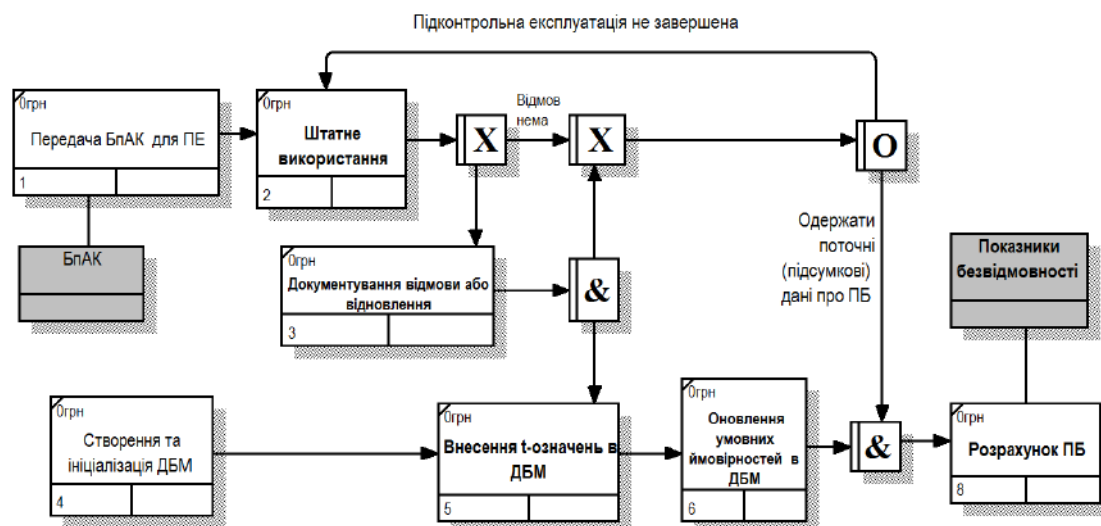 Підконтрольна експлуатація не завершена
0грн
Передача БпАК для ПЕ
1
0грн
Штатне
використання
2
X
Відмов
нема
X
O
БпАК
0грн
Документування відмови або
відновлення
3
&
Одержати
поточні
(підсумкові)
дані про ПБ
Показники
безвідмовності
0грн
Створення та
ініціалізація ДБМ
4
0грн
Внесення t-означень в
ДБМ
5
0грн
Оновлення
умовних
ймовірностей в
ДБМ
6
&
0грн
Розрахунок ПБ
8